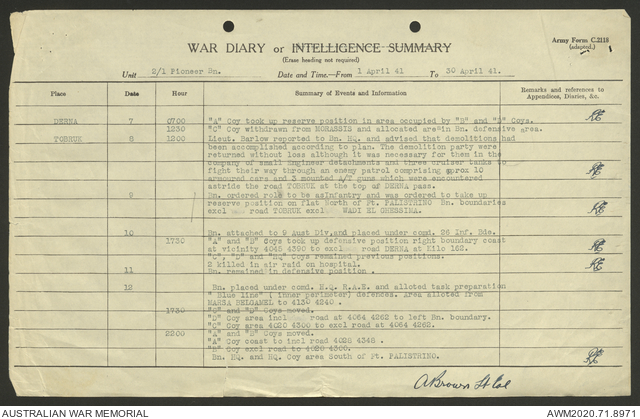 Army Form C.2118
(adapted.)
WAR DIARY or INTELLIGENCE SUMMARY
(Erase heading not required)
Unit 2/1 Pioneer Bn. Date and Time.—From 1 April 41 To 30 April 41.
Place Date Hour Summary of Events and Information Remarks and references to Appendices, Diaries, &c.
DERNA 7 0700 "A" Coy took up reserve position in area occupied by "B" and "D" Coys.
1230 "C" Coy withdrawn from MORASSIS and allocated area in Bn. defensive area.
TOBRUK 8 1200 Lieut. Barlow reported to Bn. HQ. and advised that demolitions had
been accomplished according to plan. The demolition party were
returned without loss although it was necessary for them in the
company of small Engineer detachments and three cruiser tanks to
fight their way through an enemy patrol comprising aprox 10
armoured cars and 3 mounted A/T guns which were encountered
astride the road TOBRUK at the top of DERNA pass.
9 Bn. ordered role to be as Infantry and was ordered to take up
reserve position on flat North of Pt. PALISTRINO Bn. boundaries
excl road TOBRUK excl WADI EL GHESSIWA.
10 Bn. attached to 9 Aust Div, and placed under comd. 26 Inf. Bde.
1730 "A" and "B" Coys took up defensive position right boundary coast
at vicinity 4045 4390 to excl road DERNA at Kilo 162.
"C", "D" and "HQ" Coys remained previous positions.
2 killed in air raid on hospital.
11 Bn. remained in defensive position.
12 Bn. placed under comd. H.Q. R.A.E. and alloted task preparation
"Blue line" ( inner perimeter) defences. Area alloted from
MARSA BELGAMEL to 4130 4240.
1730 "C" and "D" Coys moved.
"D" Coy area incl road at 4064 4262 to left Bn. boundary.
"C" Coy area 4020 4300 to excl road at 4064 4262.
2200 "A" and "B" Coys moved.
"A" Coy coast to incl road 4028 4346.
"B" Coy excl road to 4020 4300.
Bn. HQ. and HQ. Coy area South of Pt. PALISTRINO.
A Brown Lt Col
AUSTRALIAN WAR MEMORIAL AWM2020.71.8971